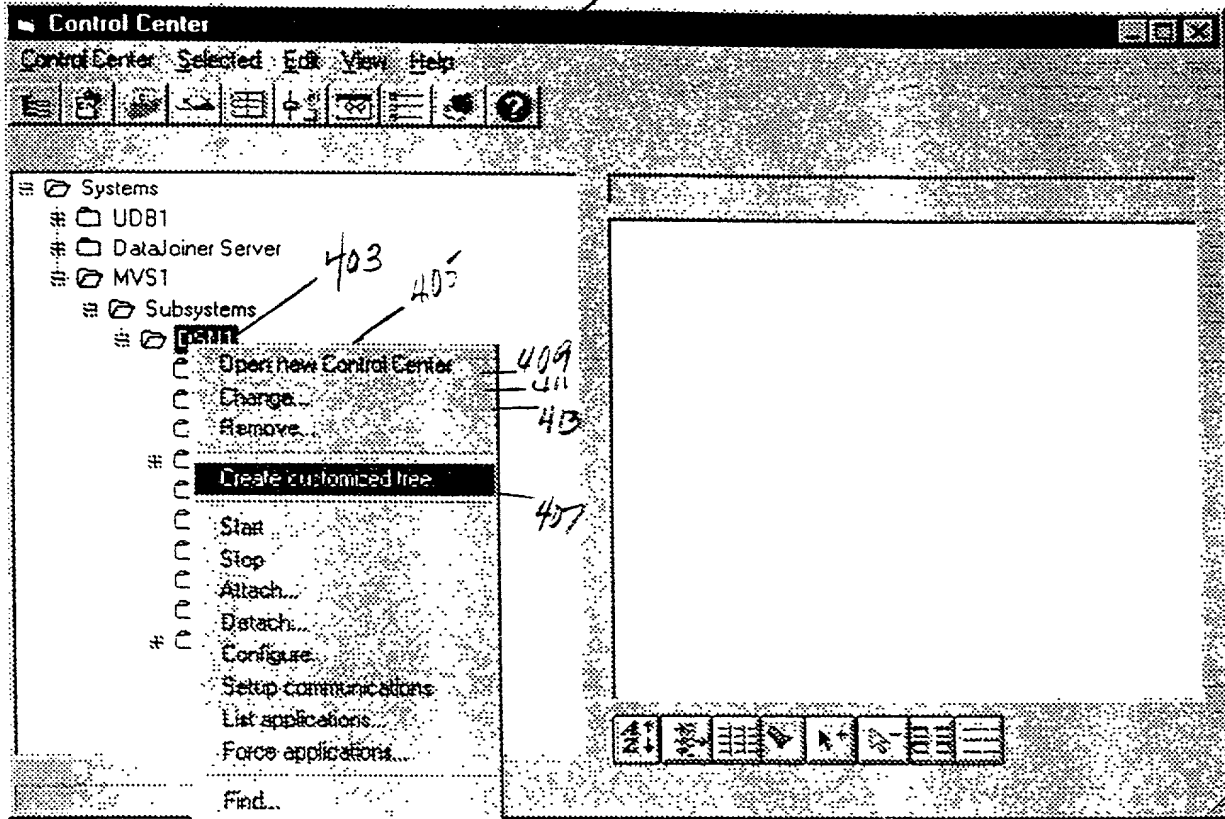 Control Center
Control Center Selected Edit View Help
Systems
UDB1
DataJoiner Server
403
MVS1
Subsystems
409
Open new Control Center
411
Change...
413
Remove...
Create customized tree
407
Start
Stop
Attach...
Detach...
Configure...
Setup communications
List applications...
Force applications...
Find...